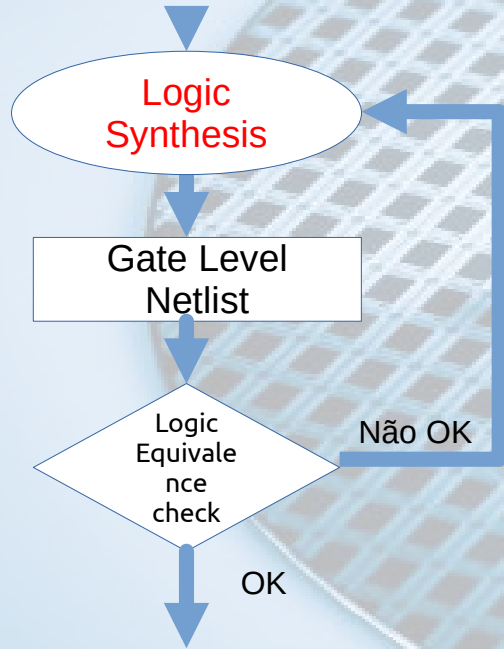 Logic
Synthesis
Gate Level
Netlist
Logic
Equivale
nce
check
Não OK
OK